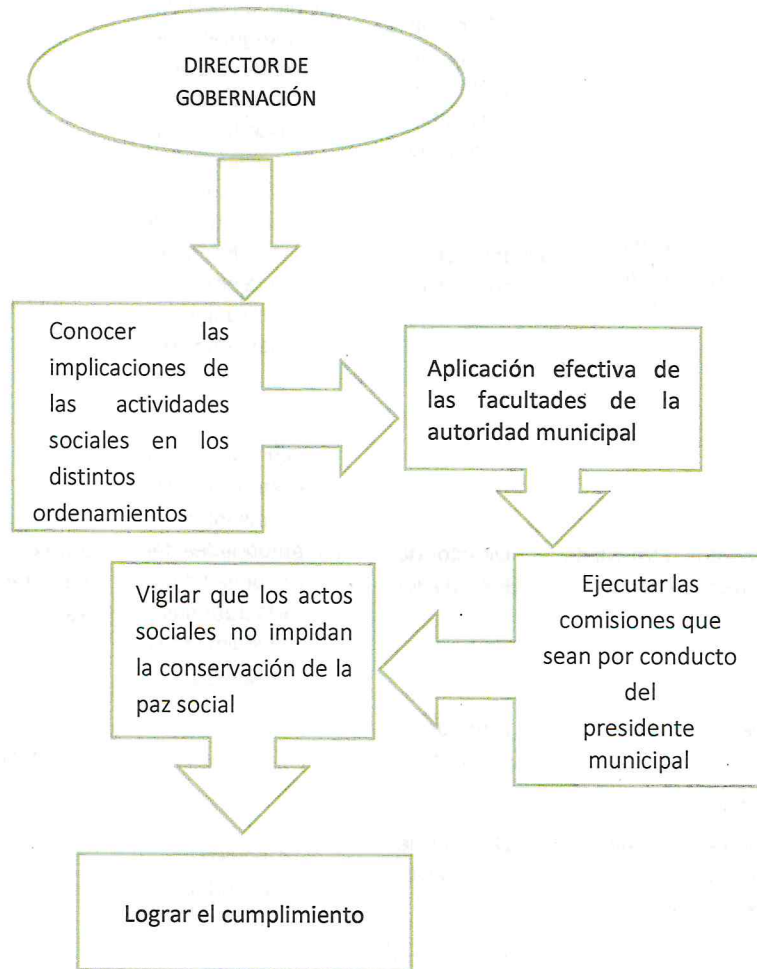 DIRECTOR DE
GOBERNACIÓN
Conocer las
implicaciones de
las actividades
sociales en los
distintos
ordenamientos
Aplicación efectiva de
las facultades de la
autoridad municipal
Ejecutar las
comisiones que
sean por conducto
del
presidente
municipal
Vigilar que los actos
sociales no impidan
la conservación de la
paz social
Lograr el cumplimiento